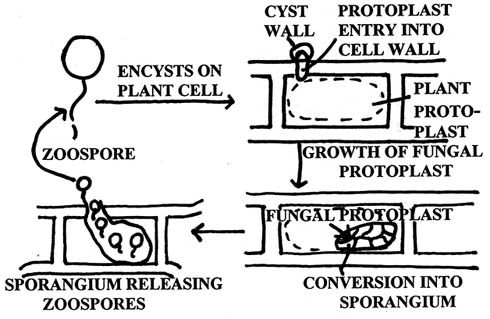 CYST
WALL
PROTOPLAST
ENTRY INTO
CELL WALL
ENCYSTS ON
PLANT CELL
PLANT
PROTO-
PLAST
ZOOSPORE
GROWTH OF FUNGAL
PROTOPLAST
FUNGAL PROTOPLAST
CONVERSION INTO
SPORANGIUM
SPORANGIUM RELEASING
ZOOSPORES